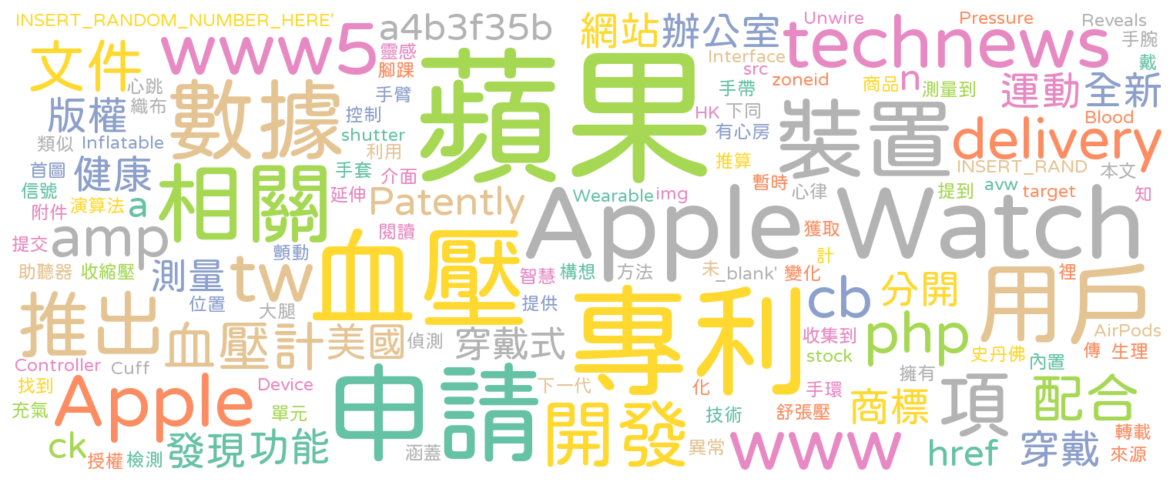 INSERT_RANDOM_NUMBER_HERE'
文件
www5
a4b3f35b
靈感
腳踝
網站
辦公室
Unwire
technews
Pressure
Reveals
手腕
戴
Interface
src
zoneid
n
商品
測量到
運動
全新
心跳
織布
版權
數據
手臂
控制
蘋果
手帶
HK
下同
有心房
裝置
Blood
delivery
類似
Inflatable
shutter
利用
推算
INSERT_RAND
本文
首圖
健康
相關
手套
介面
暫時
心律
提到
avw
target
知
信號
附件
演算法
a
延伸
Patently
Wearable
img
Apple Watch
獲取
提交
amp
閱讀
計
助聽器
收縮壓
測量
顫動
tw
血壓
智慧
構想
方法
未
_blank'
變化
裡
位置
大腿
提供
專利
cb
分開
用戶
推出
血壓計
美國
偵測
穿戴式
收集到
php
AirPods
Controller
Cuff
stock
史丹佛
內置
傳
生理
找到
Apple
Device
申請
下一代
化
手環
擁有
項
配合
充氣
單元
開發
技術
舒張壓
商標
ck
授權
檢測
發現
功能
涵蓋
異常
www
href
穿戴
轉載
來源